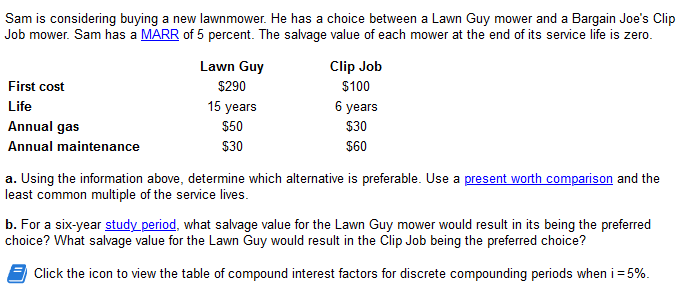 Sam is considering buying a new lawnmower. He has a choice between a Lawn Guy mower and a Bargain Joe's Clip
Job mower. Sam has a MARR of 5 percent. The salvage value of each mower at the end of its service life is zero.
Lawn Guy Clip Job
First cost $290 $100
Life 15 years 6 years
Annual gas $50 $30
Annual maintenance $30 $60
a. Using the information above, determine which alternative is preferable. Use a present worth comparison and the
least common multiple of the service lives.
b. For a six-year study period, what salvage value for the Lawn Guy mower would result in its being the preferred
choice? What salvage value for the Lawn Guy would result in the Clip Job being the preferred choice?
Click the icon to view the table of compound interest factors for discrete compounding periods when i = 5%.